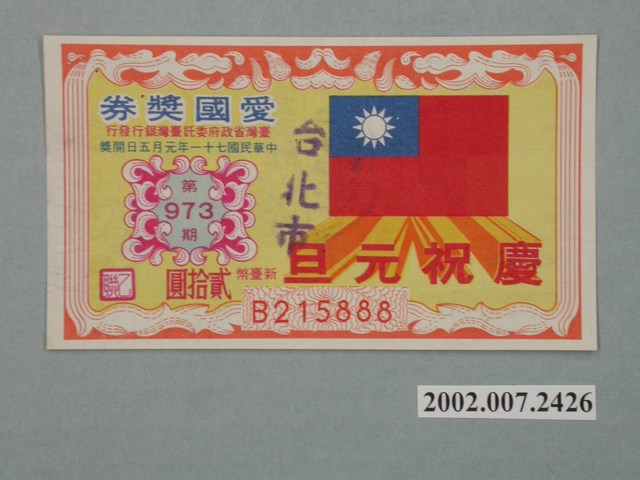 愛國獎券
臺灣省政府委託臺灣銀行發行
中華民國七十一年元月五日開獎
第
973
期
台北市
慶祝元旦
新臺幣
貳拾圓
乙聯
B215888
2002.007.2426